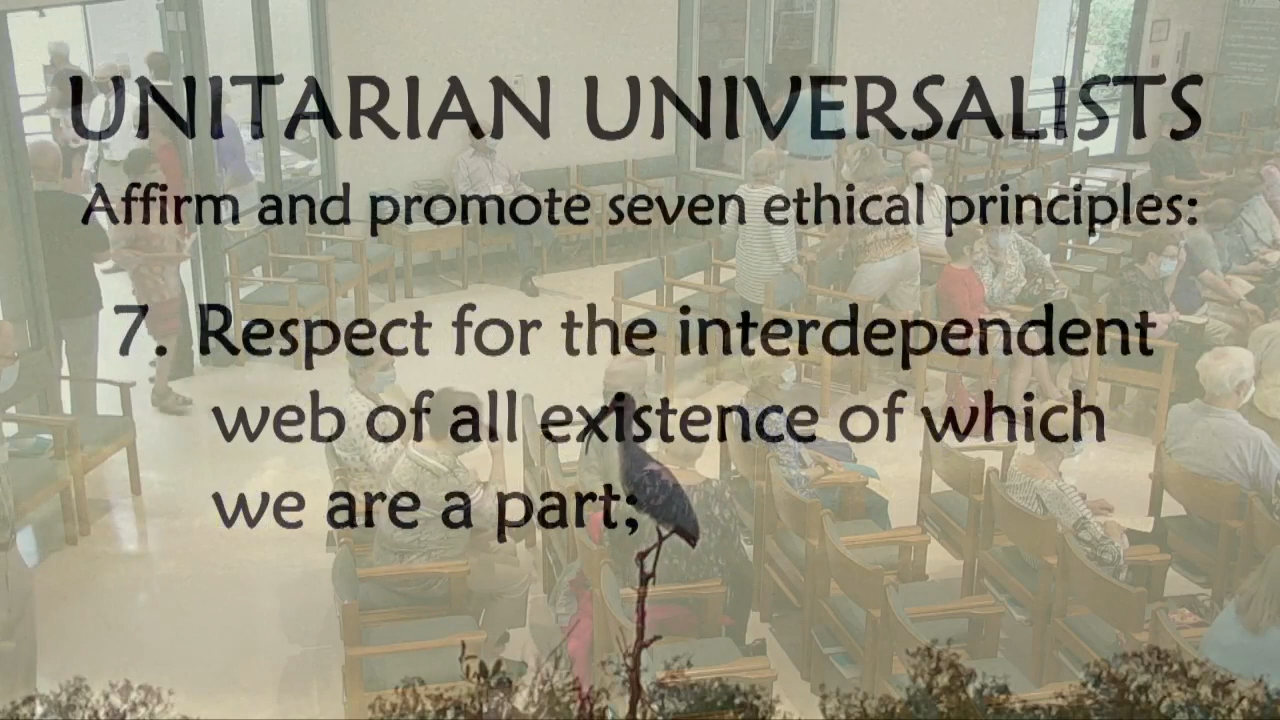 UNITARIAN UNIVERSALISTS
Affirm and promote seven ethical principles:
7. Respect for the interdependent
web of all existence of which
we are a part;